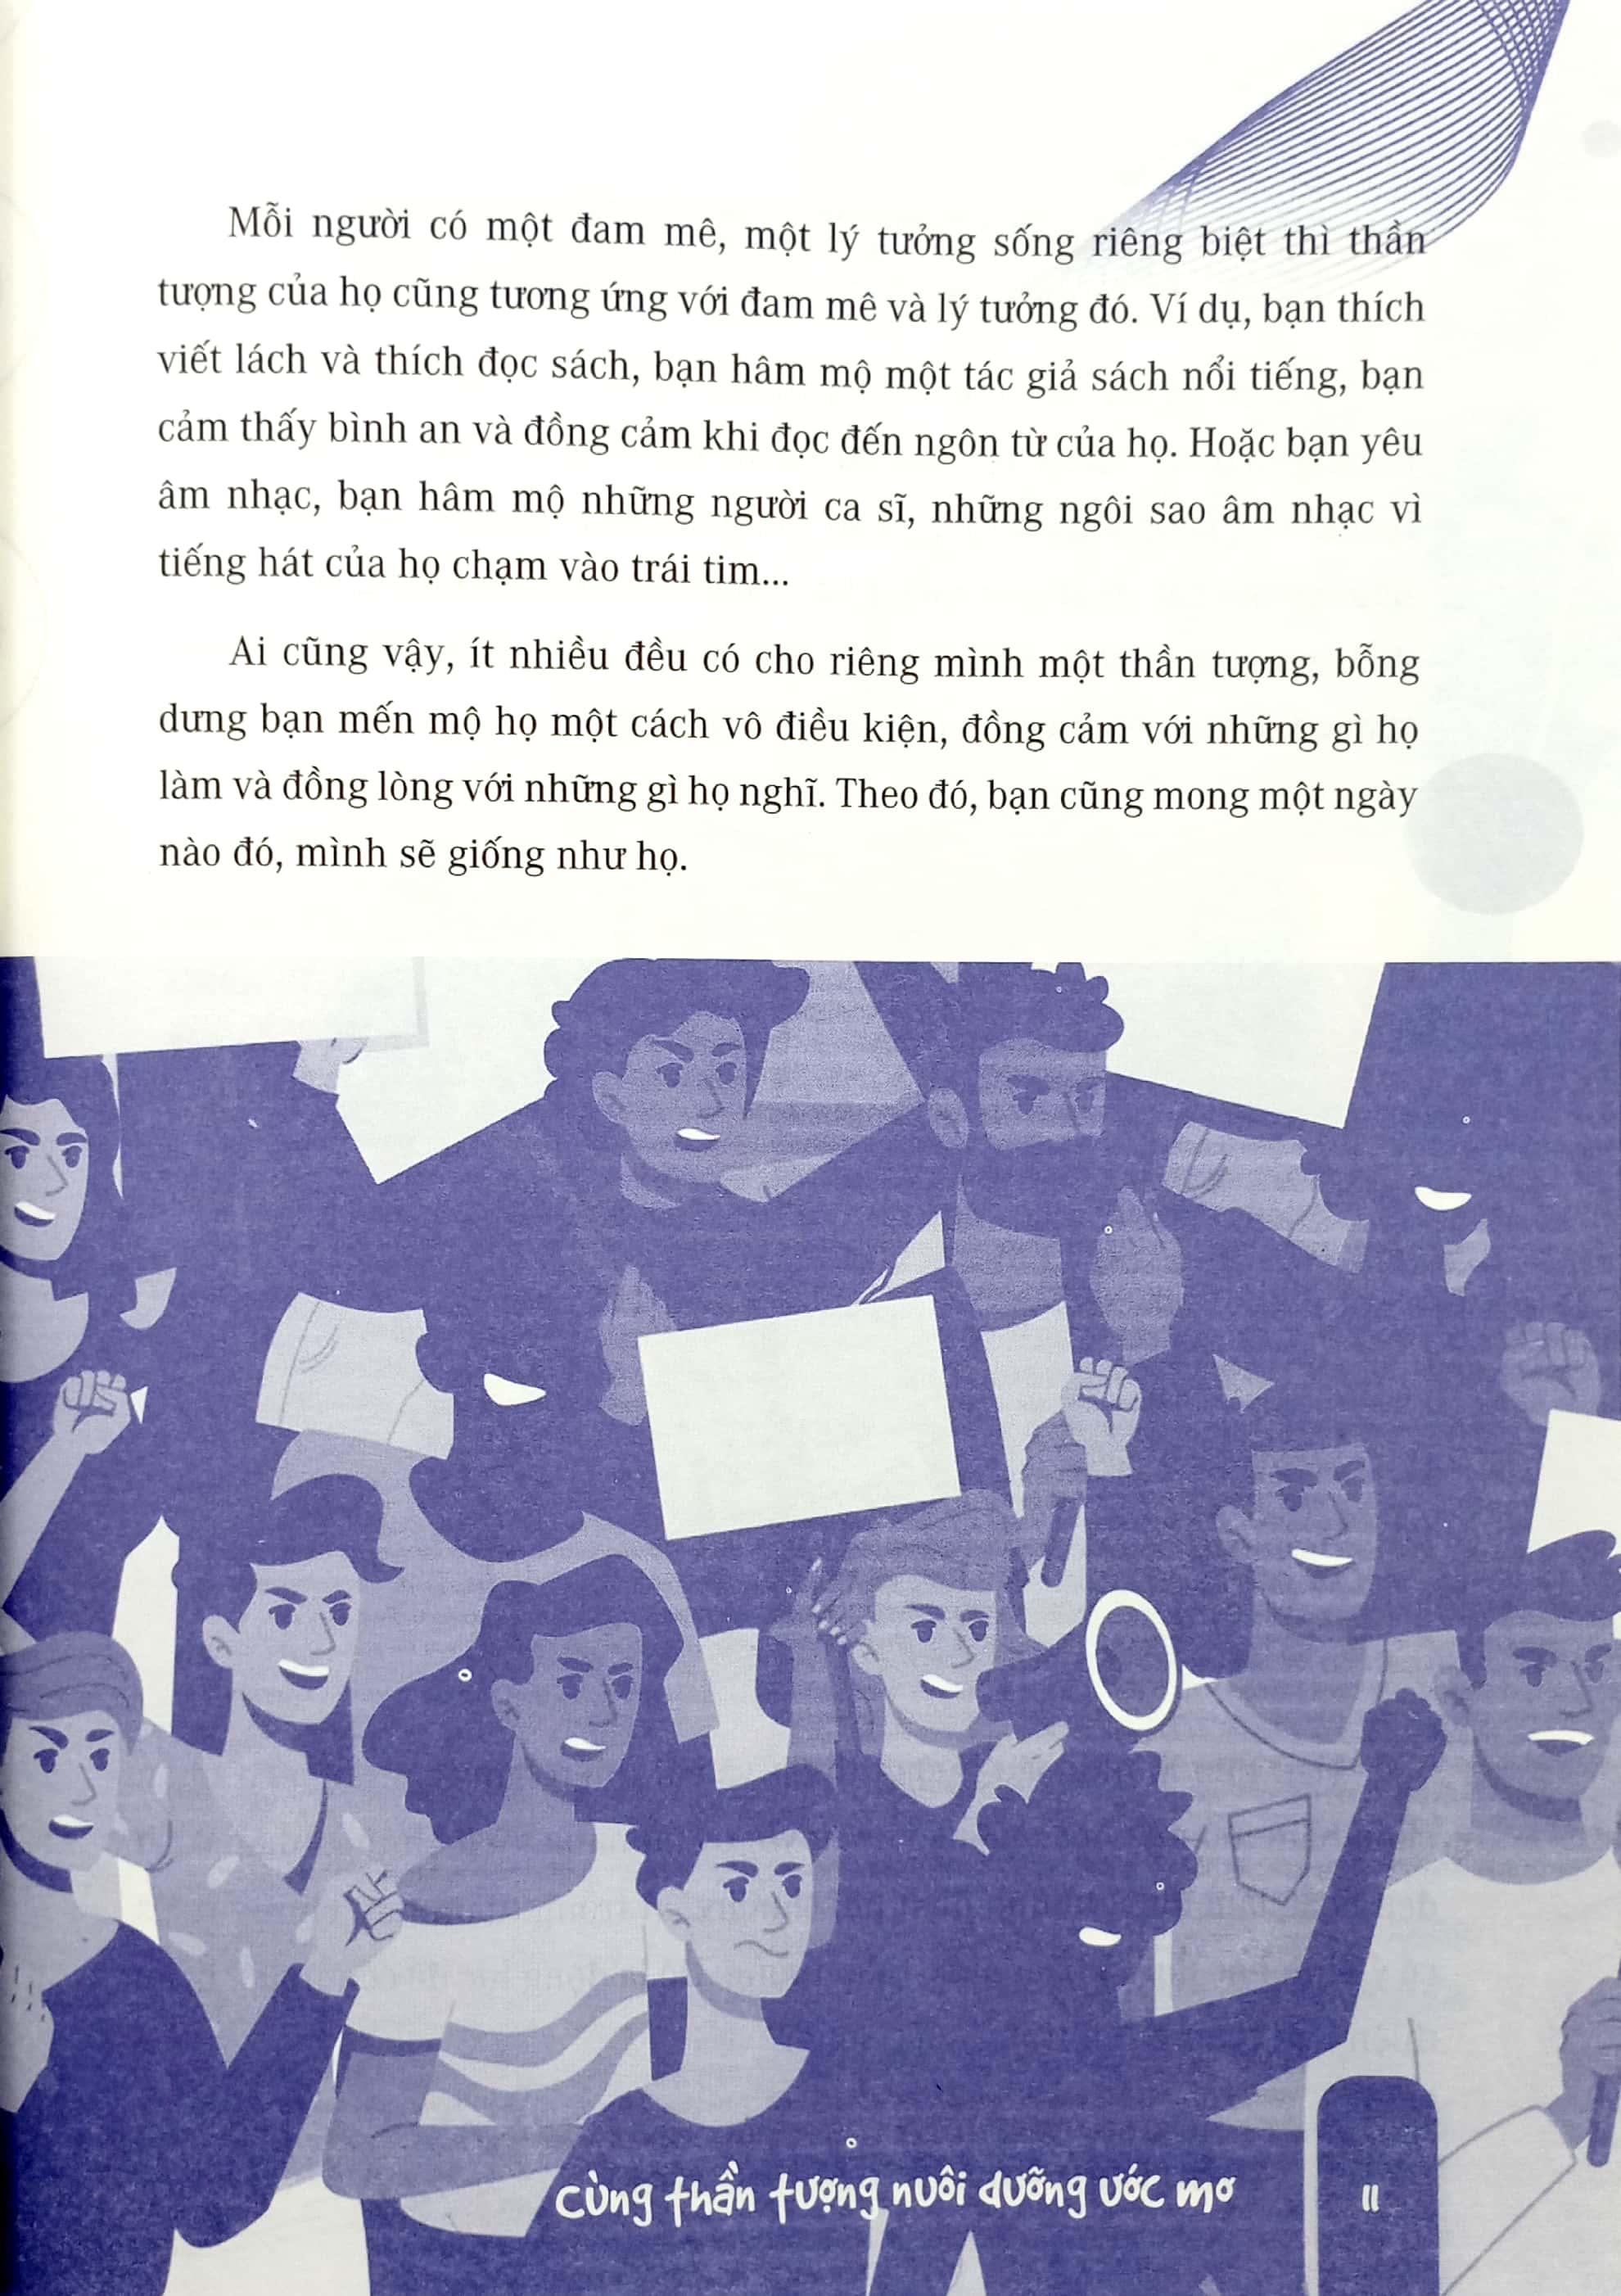 Mỗi người có một đam mê, một lý tưởng sống riêng biệt thì thần
tượng của họ cũng tương ứng với đam mê và lý tưởng đó. Ví dụ, bạn thích
viết lách và thích đọc sách, bạn hâm mộ một tác giả sách nổi tiếng, bạn
cảm thấy bình an và đồng cảm khi đọc đến ngôn từ của họ. Hoặc bạn yêu
âm nhạc, bạn hâm mộ những người ca sĩ, những ngôi sao âm nhạc vì
tiếng hát của họ chạm vào trái tim...
Ai cũng vậy, ít nhiều đều có cho riêng mình một thần tượng, bỗng
dưng bạn mến mộ họ một cách vô điều kiện, đồng cảm với những gì họ
làm và đồng lòng với những gì họ nghĩ. Theo đó, bạn cũng mong một ngày
nào đó, mình sẽ giống như họ.
cùng thần tượng nuôi dưỡng ước mơ
11